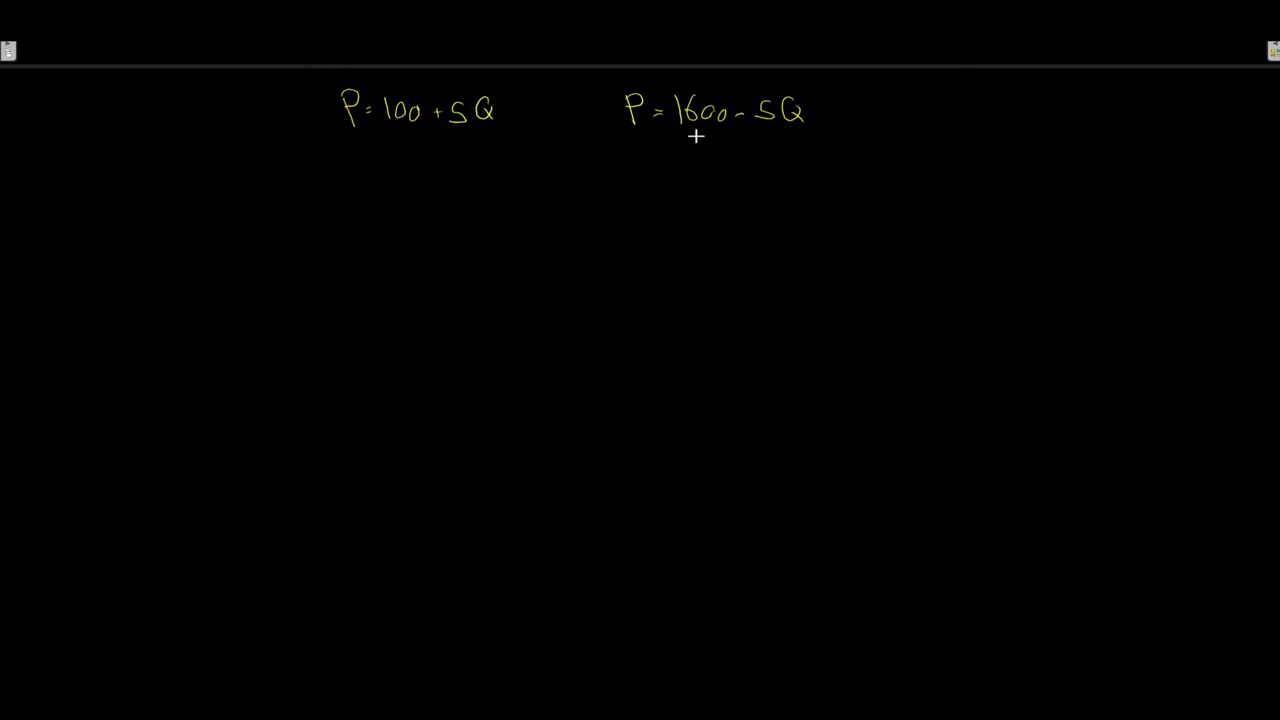 P = 100 + 5Q P = 1600 - 5Q